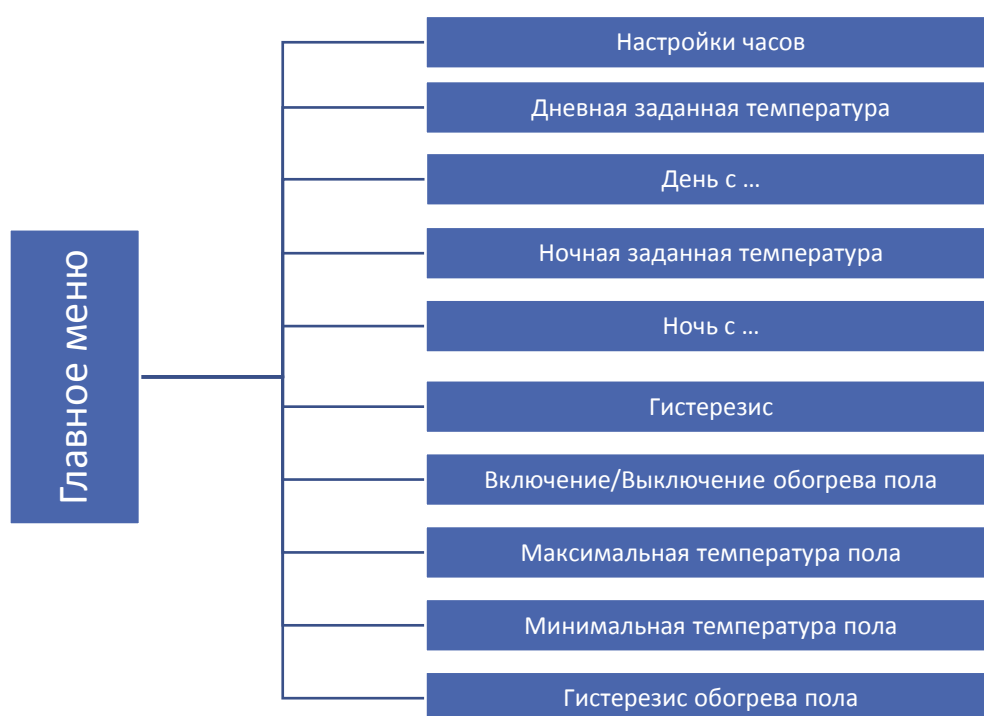 Главное меню
Настройки часов
Дневная заданная температура
День с ...
Ночная заданная температура
Ночь с ...
Гистерезис
Включение/Выключение обогрева пола
Максимальная температура пола
Минимальная температура пола
Гистерезис обогрева пола